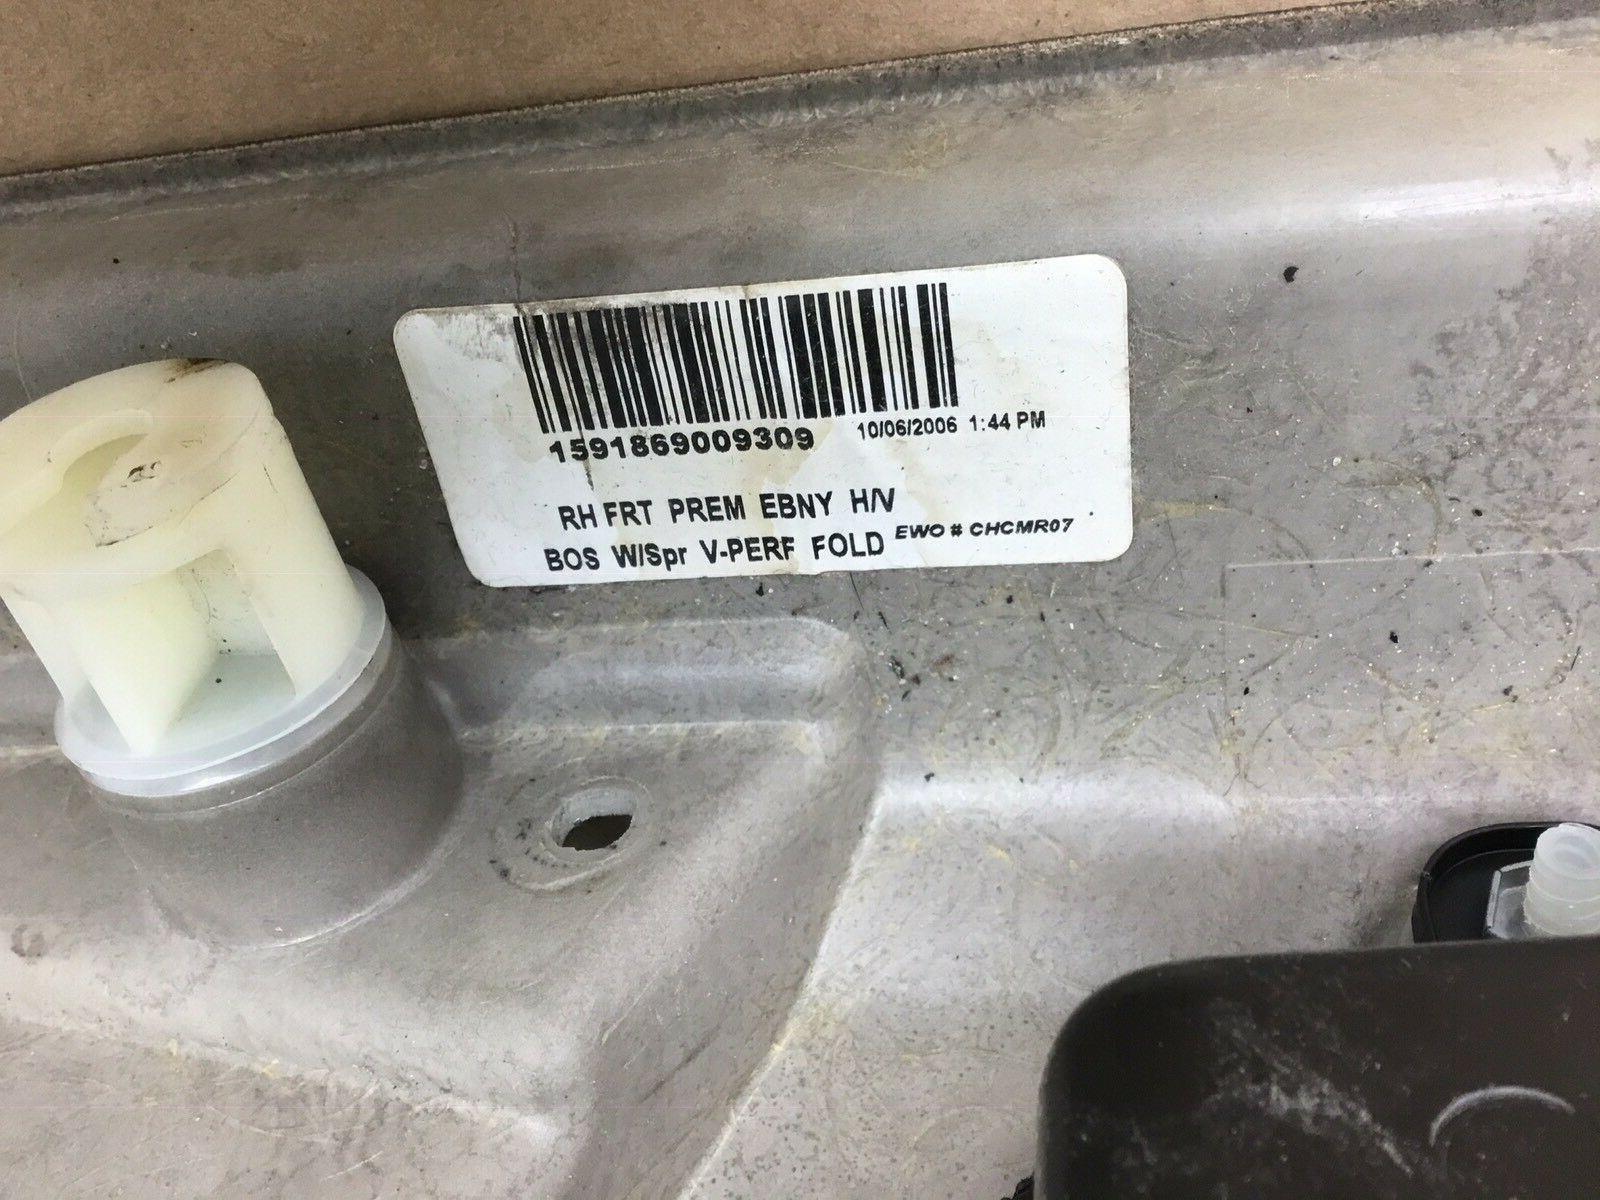 1591869009309 10/06/2006 1:44 PM
RH FRT PREM EBNY H/V
BOS W/Spr V-PERF FOLD EWO # CHCMR07